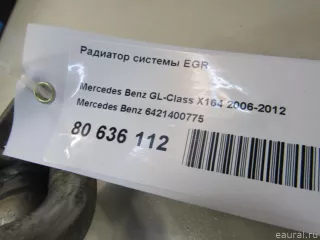 Радиатор системы EGR
Mercedes Benz GL-Class X164 2006-2012
Mercedes Benz 6421400775
80 636 112
eaural.ru